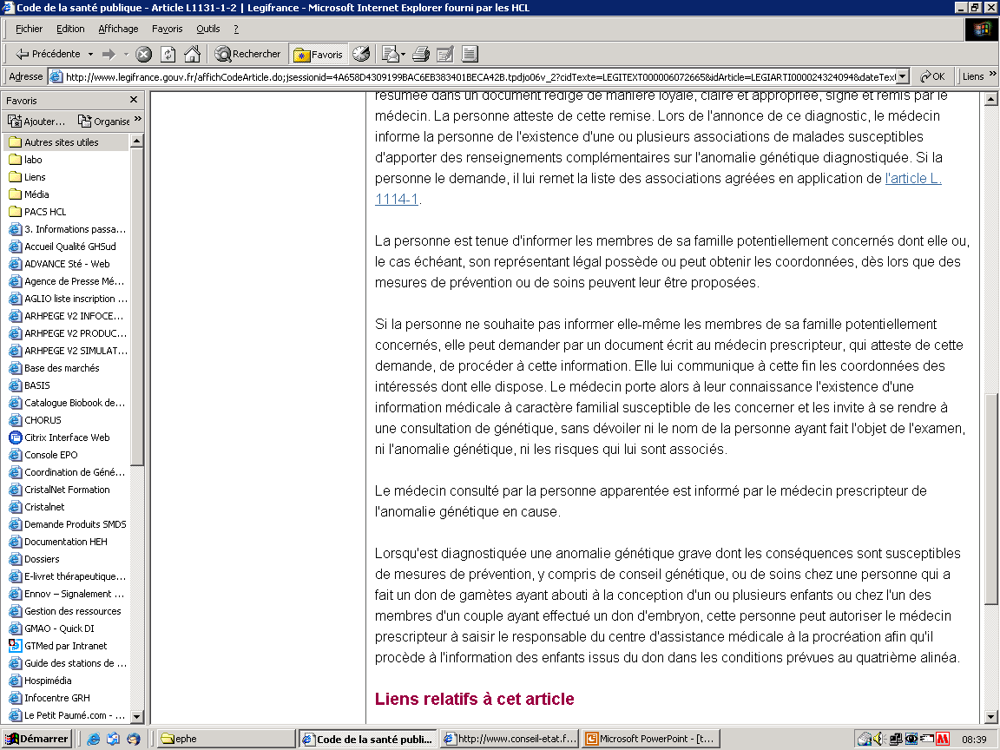 Code de la santé publique - Article L1131-1-2 | Legifrance - Microsoft Internet Explorer fourni par les HCL
Fichier Edition Affichage Favoris Outils ?
Précédente Rechercher Favoris
Adresse http://www.legifrance.gouv.fr/affichCodeArticle.do;jsessionid=4A658D4309199BAC6EB383401BECA42B.tpdjo06v_2?cidTexte=LEGITEXT000006072665&idArticle=LEGIARTI000024324094&dateTex OK Liens »
Favoris
Ajouter... Organise »
Autres sites utiles
labo
Liens
Média
PACS HCL
3. Informations passa...
Accueil Qualité GHSud
ADVANCE Sté - Web
Agence de Presse Mé...
AGLIO liste inscription ...
ARHPEGE V2 INFOCE...
ARHPEGE V2 PRODUC...
ARHPEGE V2 SIMULAT...
Base des marchés
BASIS
Catalogue Biobook de...
CHORUS
Citrix Interface Web
Console EPO
Coordination de Géné...
CristalNet Formation
Cristalnet
Demande Produits SMDS
Documentation HEH
Dossiers
E-livret thérapeutique...
Ennov – Signalement ...
Gestion des ressources
GMAO - Quick DI
GTMed par Intranet
Guide des stations de ...
Hospimédia
Infocentre GRH
Le Petit Paumé.com - ...
résumée dans un document rédigé de manière loyale, claire et appropriée, signé et remis par le
médecin. La personne atteste de cette remise. Lors de l'annonce de ce diagnostic, le médecin
informe la personne de l'existence d'une ou plusieurs associations de malades susceptibles
d'apporter des renseignements complémentaires sur l'anomalie génétique diagnostiquée. Si la
personne le demande, il lui remet la liste des associations agréées en application de l'article L.
1114-1.
La personne est tenue d'informer les membres de sa famille potentiellement concernés dont elle ou,
le cas échéant, son représentant légal possède ou peut obtenir les coordonnées, dès lors que des
mesures de prévention ou de soins peuvent leur être proposées.
Si la personne ne souhaite pas informer elle-même les membres de sa famille potentiellement
concernés, elle peut demander par un document écrit au médecin prescripteur, qui atteste de cette
demande, de procéder à cette information. Elle lui communique à cette fin les coordonnées des
intéressés dont elle dispose. Le médecin porte alors à leur connaissance l'existence d'une
information médicale à caractère familial susceptible de les concerner et les invite à se rendre à
une consultation de génétique, sans dévoiler ni le nom de la personne ayant fait l'objet de l'examen,
ni l'anomalie génétique, ni les risques qui lui sont associés.
Le médecin consulté par la personne apparentée est informé par le médecin prescripteur de
l'anomalie génétique en cause.
Lorsqu'est diagnostiquée une anomalie génétique grave dont les conséquences sont susceptibles
de mesures de prévention, y compris de conseil génétique, ou de soins chez une personne qui a
fait un don de gamètes ayant abouti à la conception d'un ou plusieurs enfants ou chez l'un des
membres d'un couple ayant effectué un don d'embryon, cette personne peut autoriser le médecin
prescripteur à saisir le responsable du centre d'assistance médicale à la procréation afin qu'il
procède à l'information des enfants issus du don dans les conditions prévues au quatrième alinéa.
Liens relatifs à cet article
Démarrer ephe Code de la santé publi... http://www.conseil-etat.f... Microsoft PowerPoint - [t... 08:39